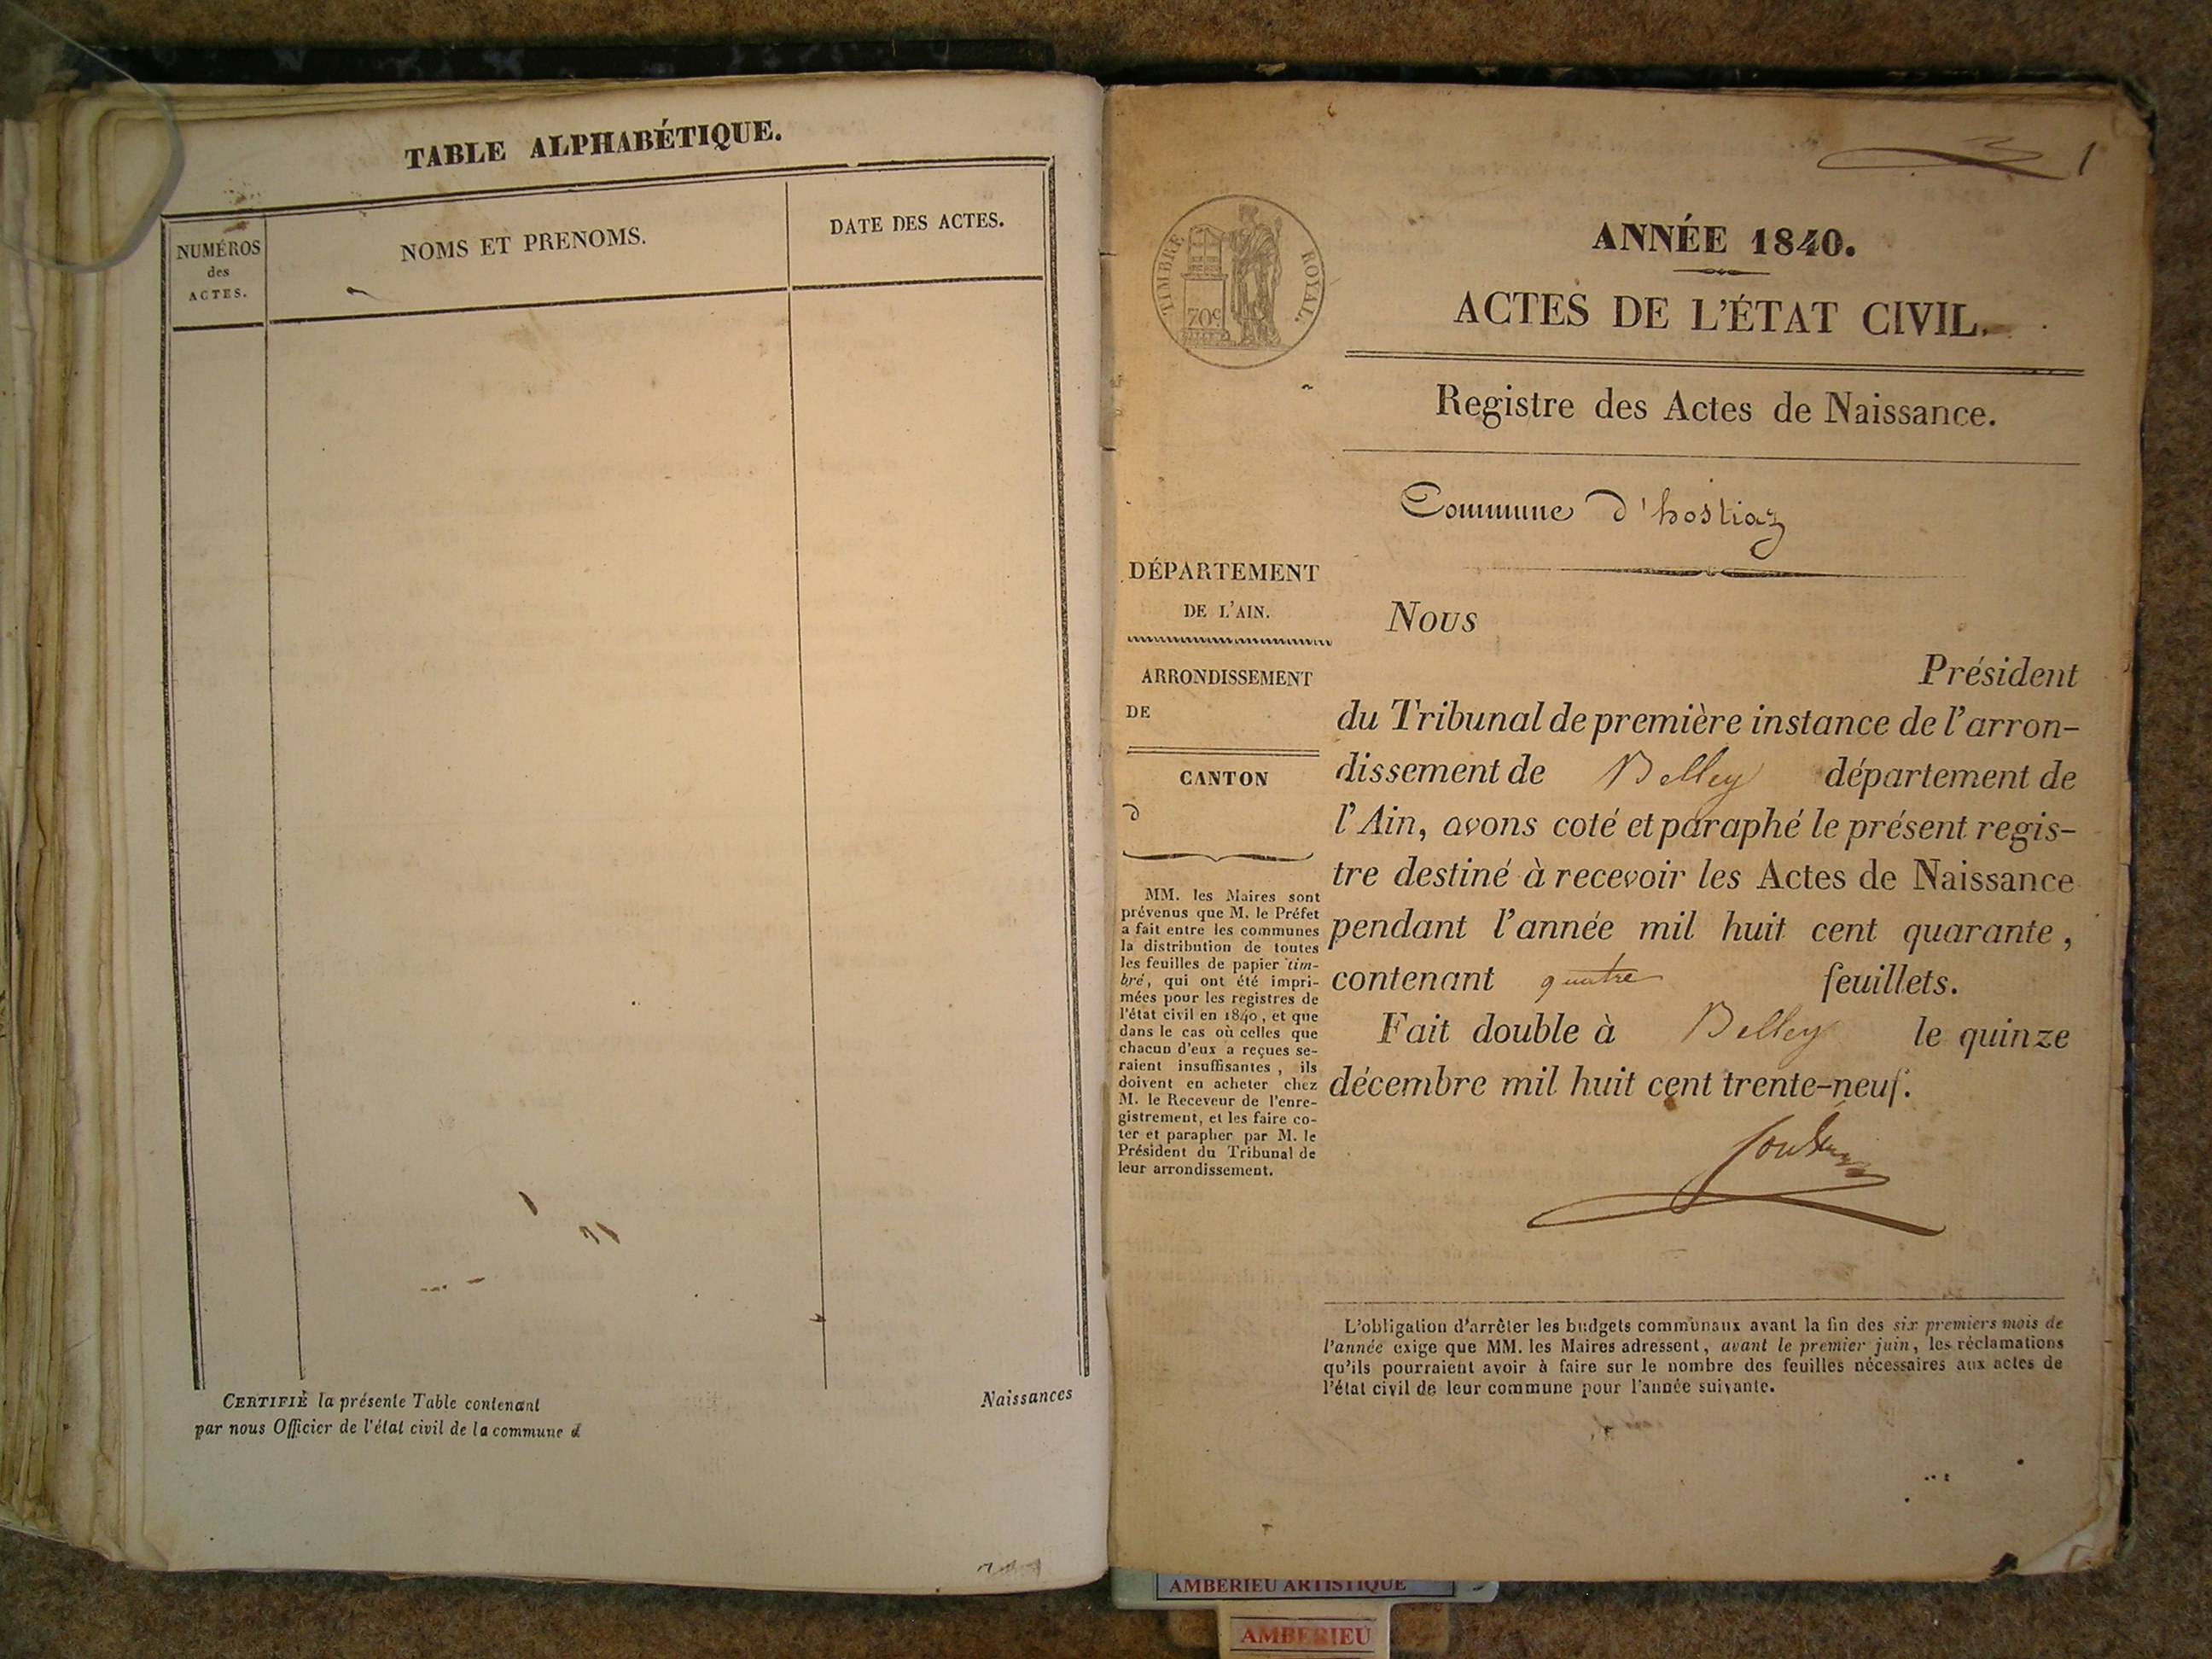 TABLE ALPHABÉTIQUE.
NUMÉROS
des
ACTES.
NOMS ET PRENOMS.
DATE DES ACTES.
CERTIFIÉ la présente Table contenant
Naissances
par nous Officier de l'état civil de la commune d
1
TIMBRE ROYAL.
70c
ANNÉE 1840.
ACTES DE L'ÉTAT CIVIL.
Registre des Actes de Naissance.
Commune d'hostiaz
DÉPARTEMENT
DE L'AIN.
ARRONDISSEMENT
DE
CANTON
d
MM. les Maires sont
prévenus que M. le Préfet
a fait entre les communes
la distribution de toutes
les feuilles de papier tim-
bré, qui ont été impri-
mées pour les registres de
l'état civil en 1840, et que
dans le cas où celles que
chacun d'eux a reçues se-
raient insuffisantes, ils
doivent en acheter chez
M. le Receveur de l'enre-
gistrement, et les faire co-
ter et parapher par M. le
Président du Tribunal de
leur arrondissement.
Nous
Président
du Tribunal de première instance de l'arron-
dissement de Belley département de
l'Ain, avons coté et paraphé le présent regis-
tre destiné à recevoir les Actes de Naissance
pendant l'année mil huit cent quarante,
contenant quatre feuillets.
Fait double à Belley le quinze
décembre mil huit cent trente-neuf.
L'obligation d'arrêter les budgets communaux avant la fin des six premiers mois de
l'année exige que MM. les Maires adressent, avant le premier juin, les réclamations
qu'ils pourraient avoir à faire sur le nombre des feuilles nécessaires aux actes de
l'état civil de leur commune pour l'année suivante.
AMBERIEU ARTISTIQUE
AMBERIEU